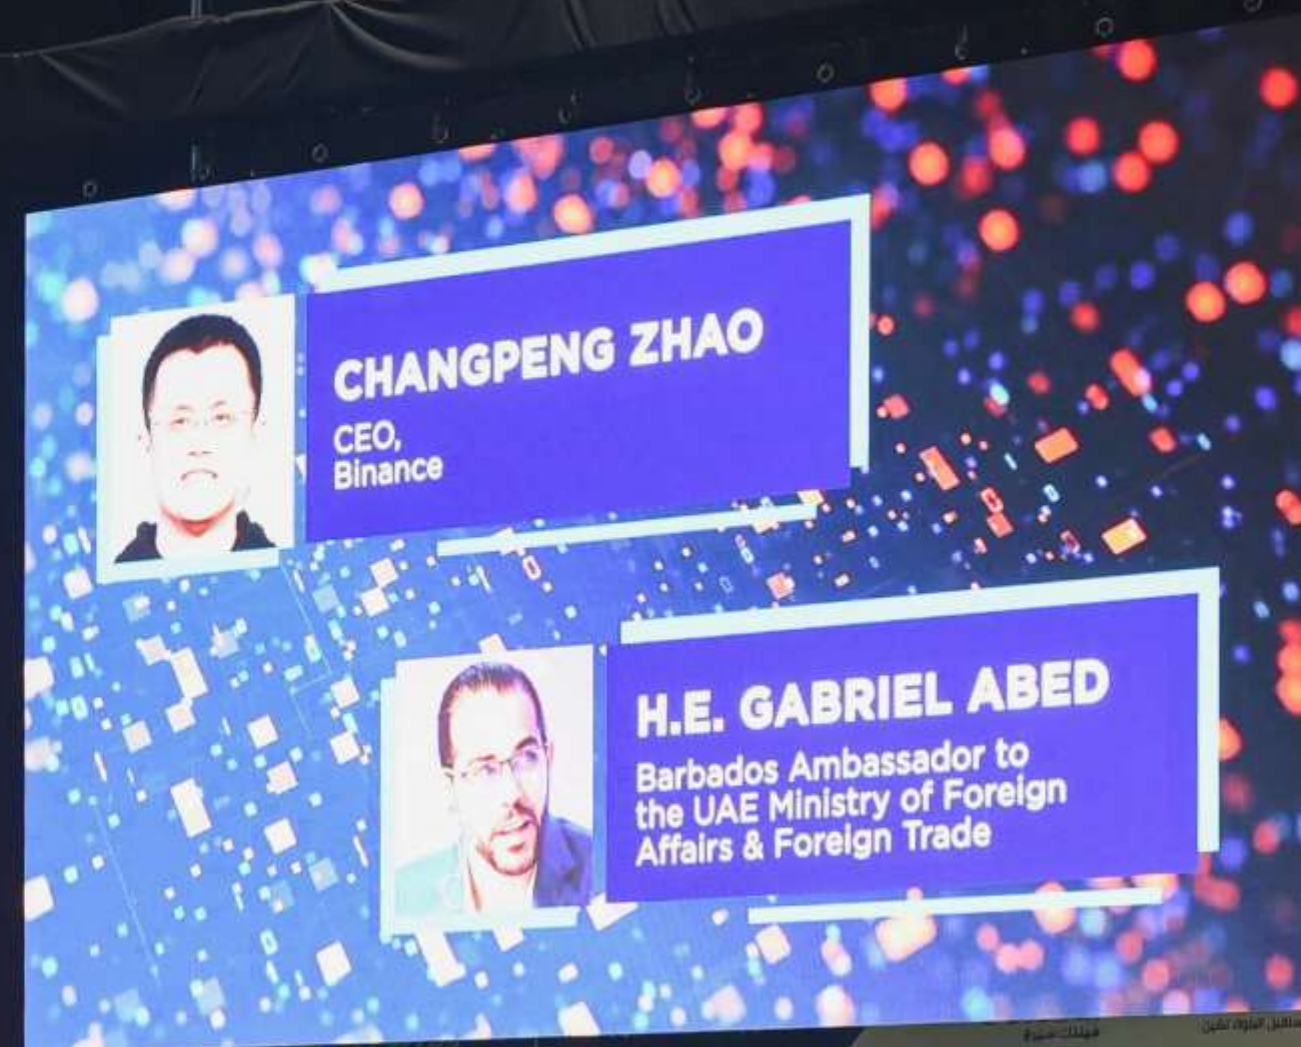 CHANGPENG ZHAO
CEO,
Binance
H.E. GABRIEL ABED
Barbados Ambassador to
the UAE Ministry of Foreign
Affairs & Foreign Trade